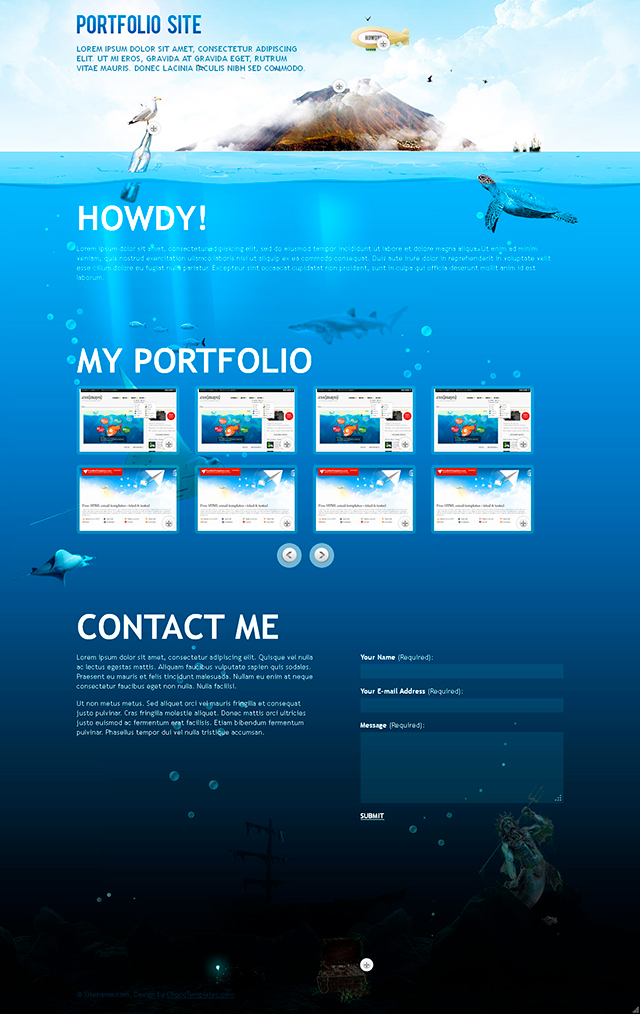 PORTFOLIO SITE
LOREM IPSUM DOLOR SIT AMET, CONSECTETUR ADIPISCING
ELIT. UT MI EROS, GRAVIDA AT GRAVIDA EGET, RUTRUM
VITAE MAURIS. DONEC LACINIA IACULIS NIBH SED COMMODO.
HOWDY!
HOWDY!
Lorem ipsum dolor sit amet, consectetur adipiscing elit, sed do eiusmod tempor incididunt ut labore et dolore magna aliqua. Ut enim ad minim
veniam, quis nostrud exercitation ullamco laboris nisi ut aliquip ex ea commodo consequat. Duis aute irure dolor in reprehenderit in voluptate velit
esse cillum dolore eu fugiat nulla pariatur. Excepteur sint occaecat cupidatat non proident, sunt in culpa qui officia deserunt mollit anim id est
laborum.
MY PORTFOLIO
CONTACT ME
Lorem ipsum dolor sit amet, consectetur adipiscing elit. Quisque vel nulla
ac lectus egestas mattis. Aliquam faucibus vulputate sapien quis sodales.
Praesent eu mauris et felis tincidunt malesuada. Nullam eu enim at neque
consectetur faucibus eget non nulla. Nulla facilisi.
Ut non metus metus. Sed aliquet orci vel mauris fringilla et consequat
justo pulvinar. Cras fringilla molestie aliquet. Donec mattis orci ultricies
justo euismod ac fermentum erat facilisis. Etiam bibendum fermentum
pulvinar. Phasellus tempor dui vel nulla tristique accumsan.
Your Name (Required):
Your E-mail Address (Required):
Message (Required):
SUBMIT